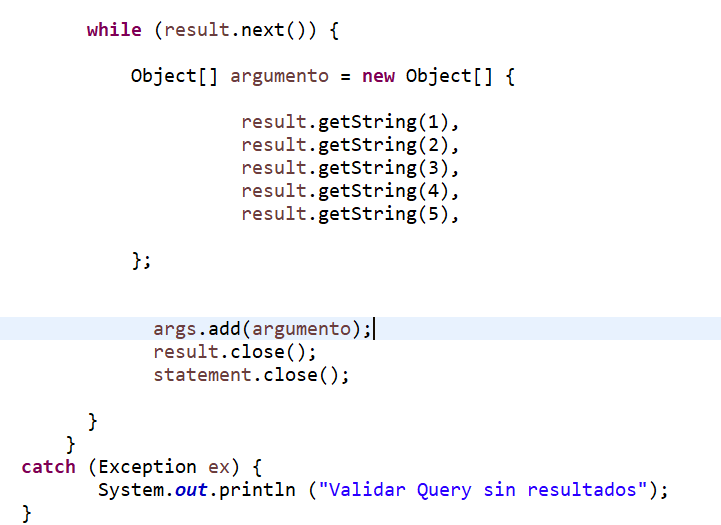 while (result.next()) {
Object[] argumento = new Object[] {
result.getString(1),
result.getString(2),
result.getString(3),
result.getString(4),
result.getString(5),
};
args.add(argumento);
result.close();
statement.close();
}
}
catch (Exception ex) {
System.out.println ("Validar Query sin resultados");
}